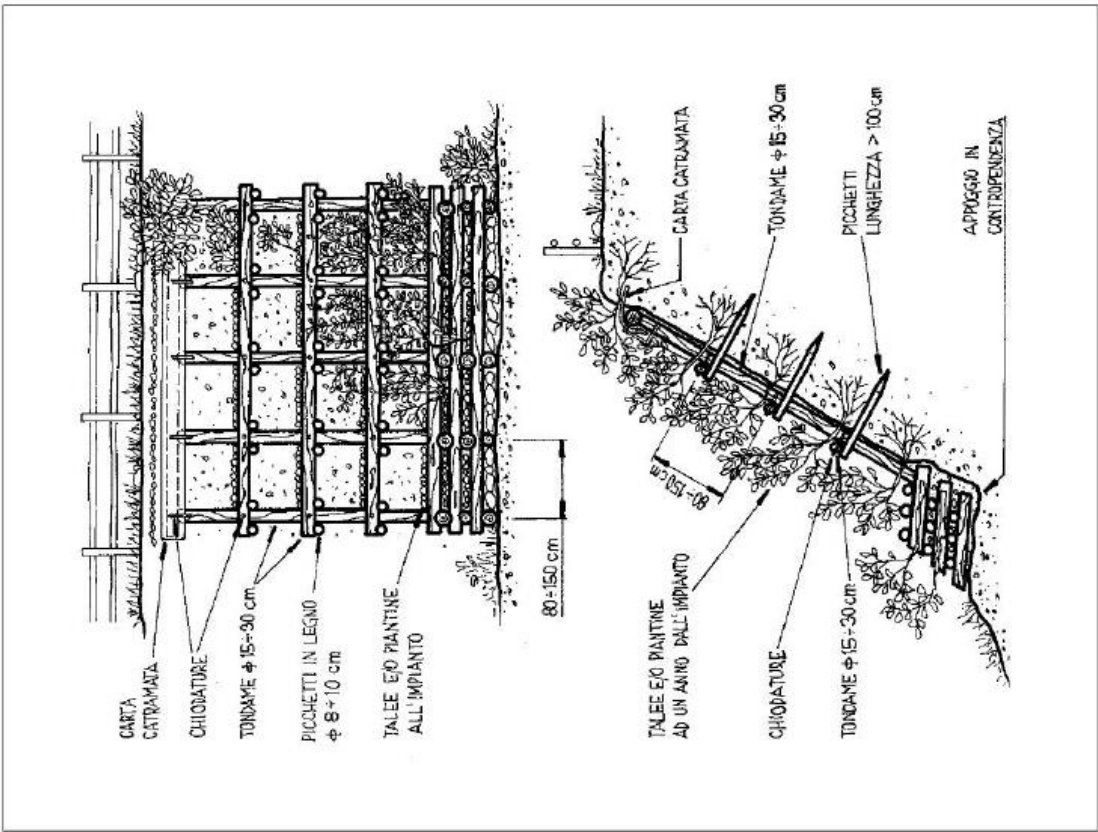 CARTA
CATRAMATA
CHIODATURE
TONDAME ϕ 15÷30 cm
PICCHETTI IN LEGNO
ϕ 8÷10 cm
TALEE E/O PIANTINE
ALL'IMPIANTO
80÷150 cm
TALEE E/O PIANTINE
AD UN ANNO DALL'IMPIANTO
CHIODATURE
TONDAME ϕ 15÷30 cm
80÷150 cm
CARTA CATRAMATA
TONDAME ϕ 15÷30 cm
PICCHETTI
LUNGHEZZA > 100 cm
APPOGGIO IN
CONTROPENDENZA